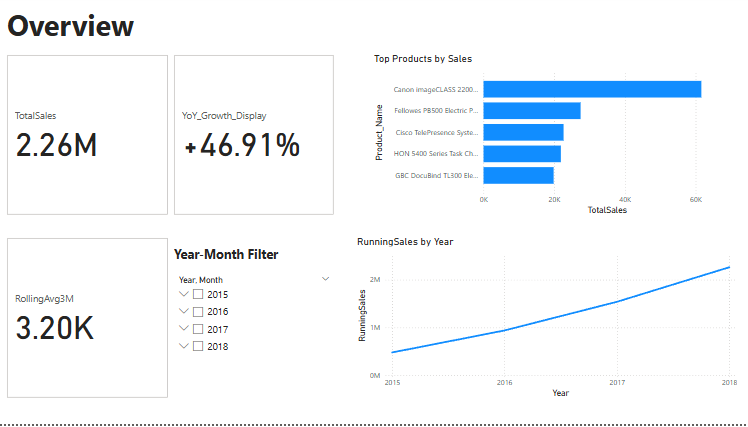 Overview
TotalSales
2.26M
YoY_Growth_Display
+46.91%
Top Products by Sales
Product_Name
Canon imageCLASS 2200...
Fellowes PB500 Electric P...
Cisco TelePresence Syste...
HON 5400 Series Task Ch...
GBC DocuBind TL300 Ele...
0K 20K 40K 60K
TotalSales
RollingAvg3M
3.20K
Year-Month Filter
Year, Month
2015
2016
2017
2018
RunningSales by Year
RunningSales
2M
1M
0M
2015 2016 2017 2018
Year